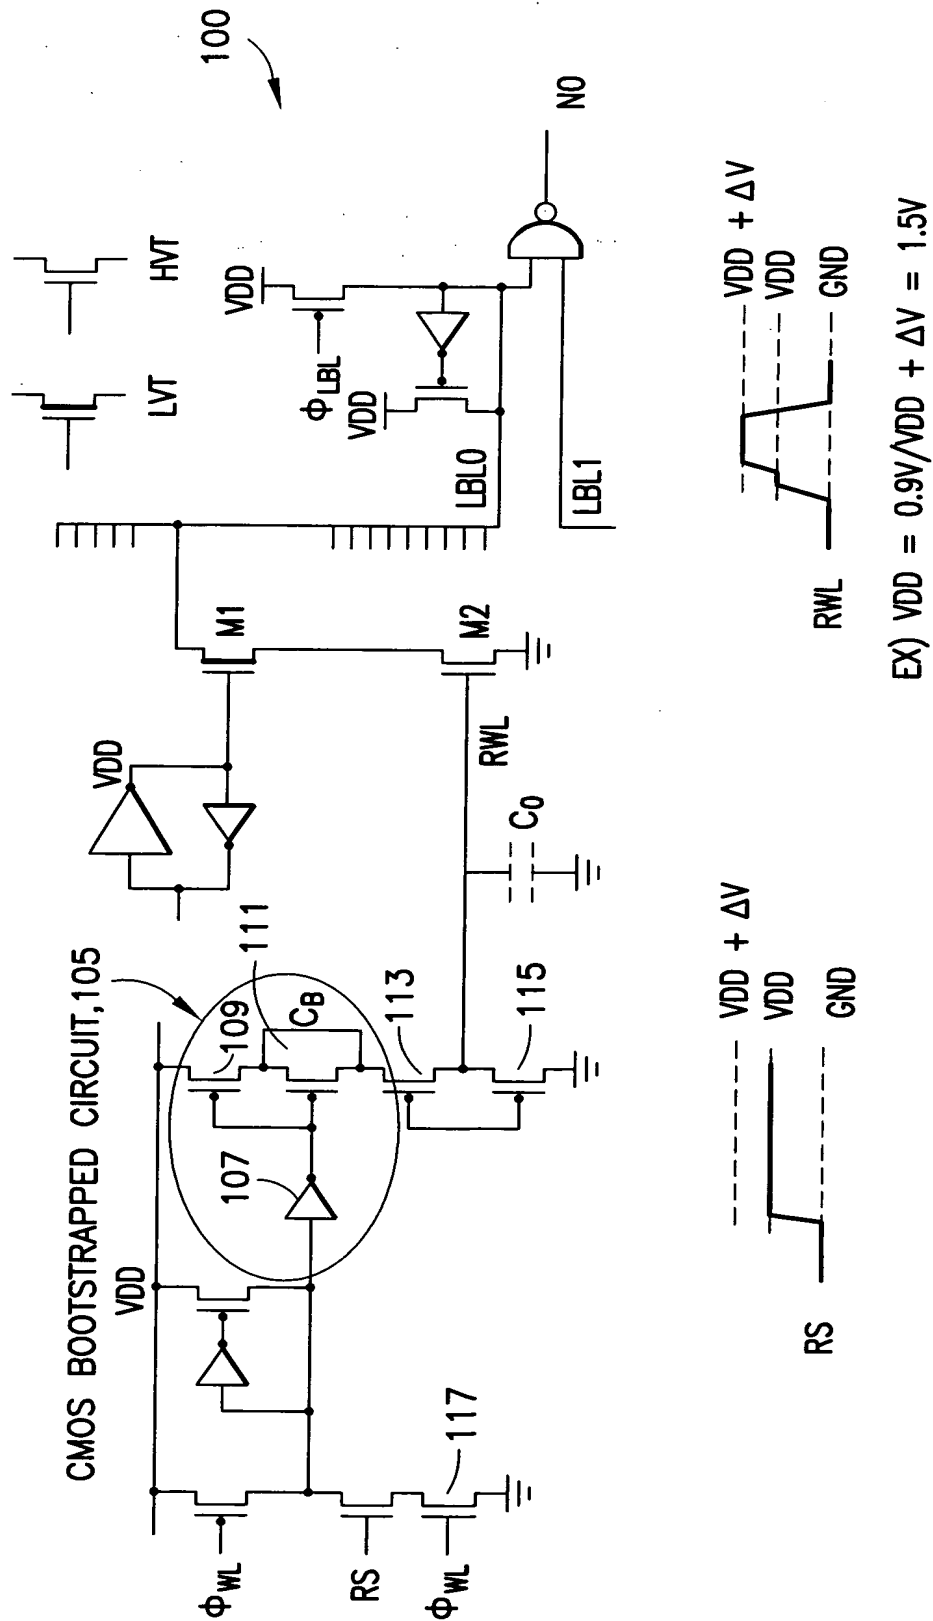 100
LVT
HVT
CMOS BOOTSTRAPPED CIRCUIT,105
VDD
VDD
VDD
VDD
ΦLBL
109
111
CB
107
113
115
117
ΦWL
RS
ΦWL
M1
M2
RWL
C0
LBL0
LBL1
N0
RS
VDD + ΔV
VDD
GND
RWL
VDD + ΔV
VDD
GND
EX) VDD = 0.9V/VDD + ΔV = 1.5V